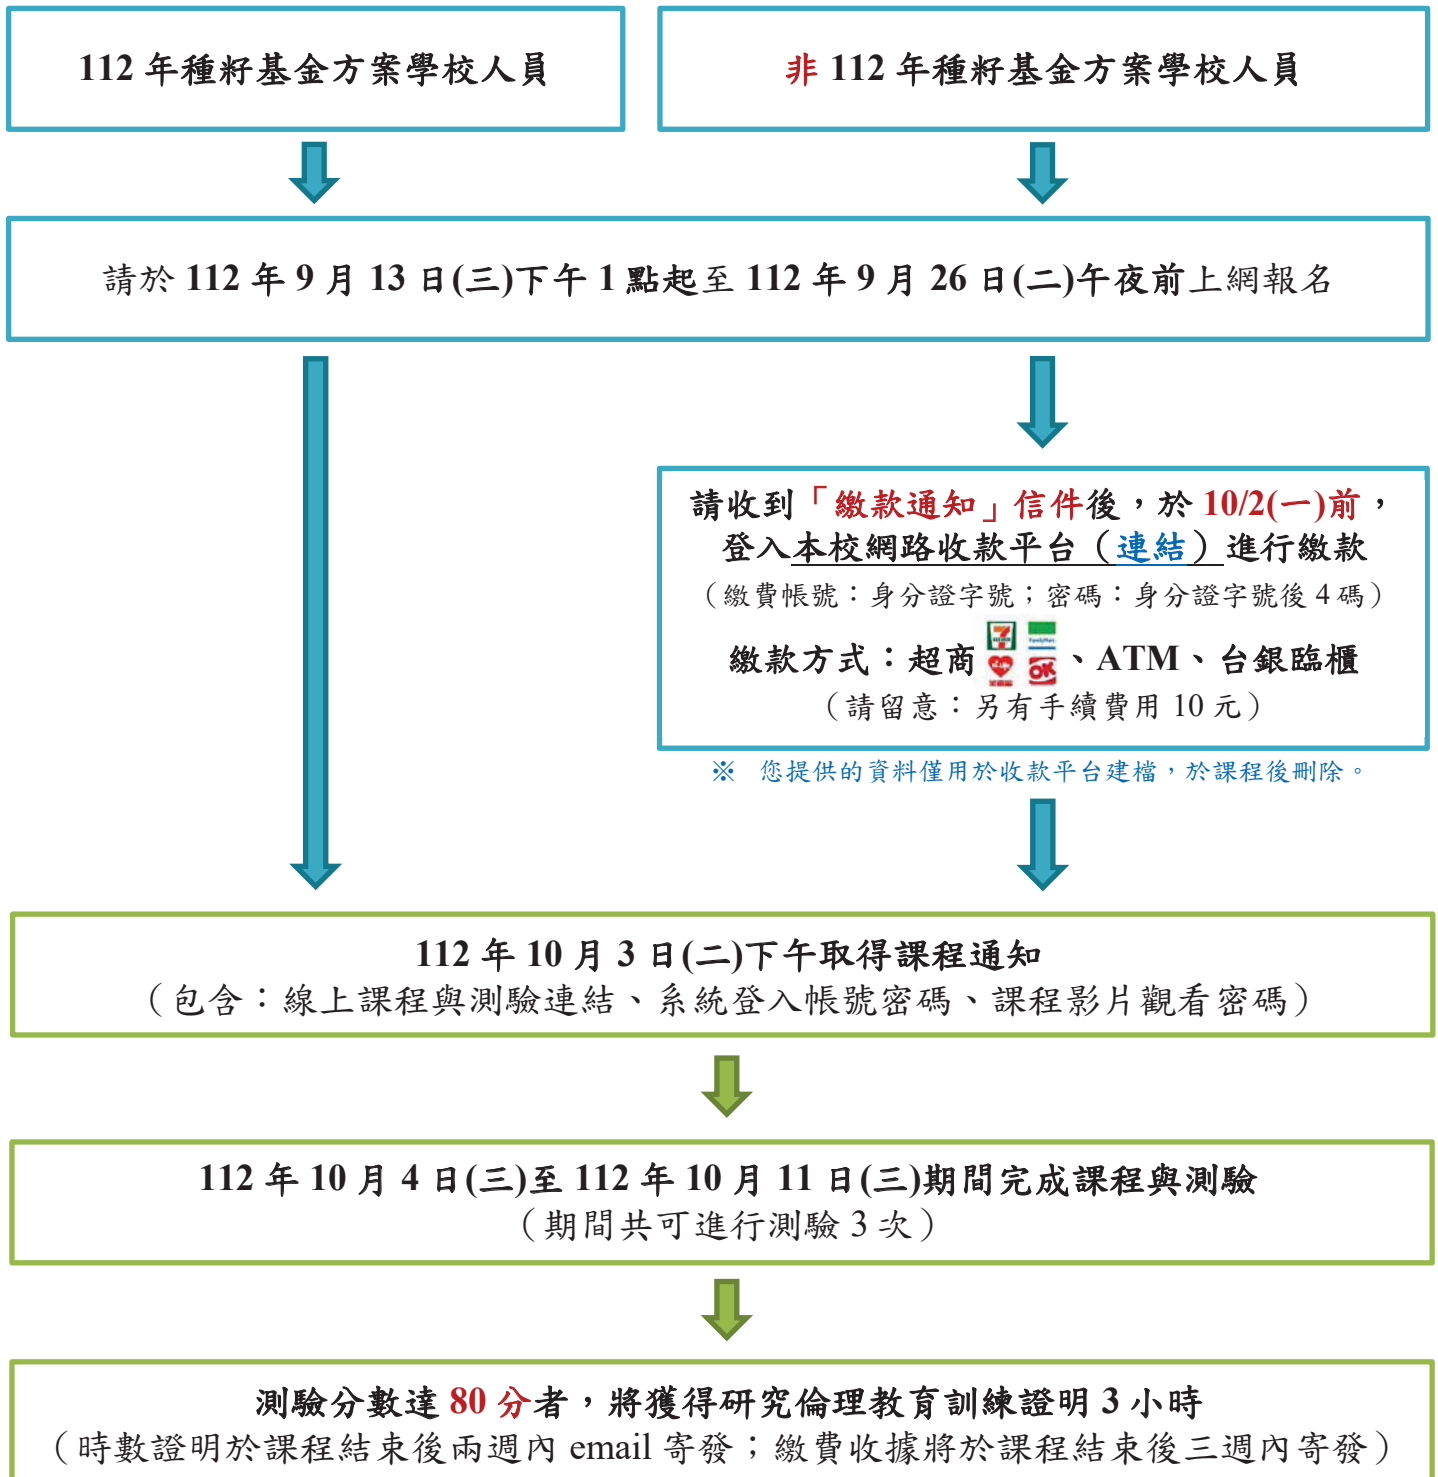 112 年種籽基金方案學校人員
非 112 年種籽基金方案學校人員
請於 112 年 9 月 13 日(三)下午 1 點起至 112 年 9 月 26 日(二)午夜前上網報名
請收到「繳款通知」信件後，於 10/2(一)前，
登入本校網路收款平台（連結）進行繳款
（繳費帳號：身分證字號；密碼：身分證字號後 4 碼）
繳款方式：超商、ATM、台銀臨櫃
（請留意：另有手續費用 10 元）
※ 您提供的資料僅用於收款平台建檔，於課程後刪除。
112 年 10 月 3 日(二)下午取得課程通知
（包含：線上課程與測驗連結、系統登入帳號密碼、課程影片觀看密碼）
112 年 10 月 4 日(三)至 112 年 10 月 11 日(三)期間完成課程與測驗
（期間共可進行測驗 3 次）
測驗分數達 80 分者，將獲得研究倫理教育訓練證明 3 小時
（時數證明於課程結束後兩週內 email 寄發；繳費收據將於課程結束後三週內寄發）